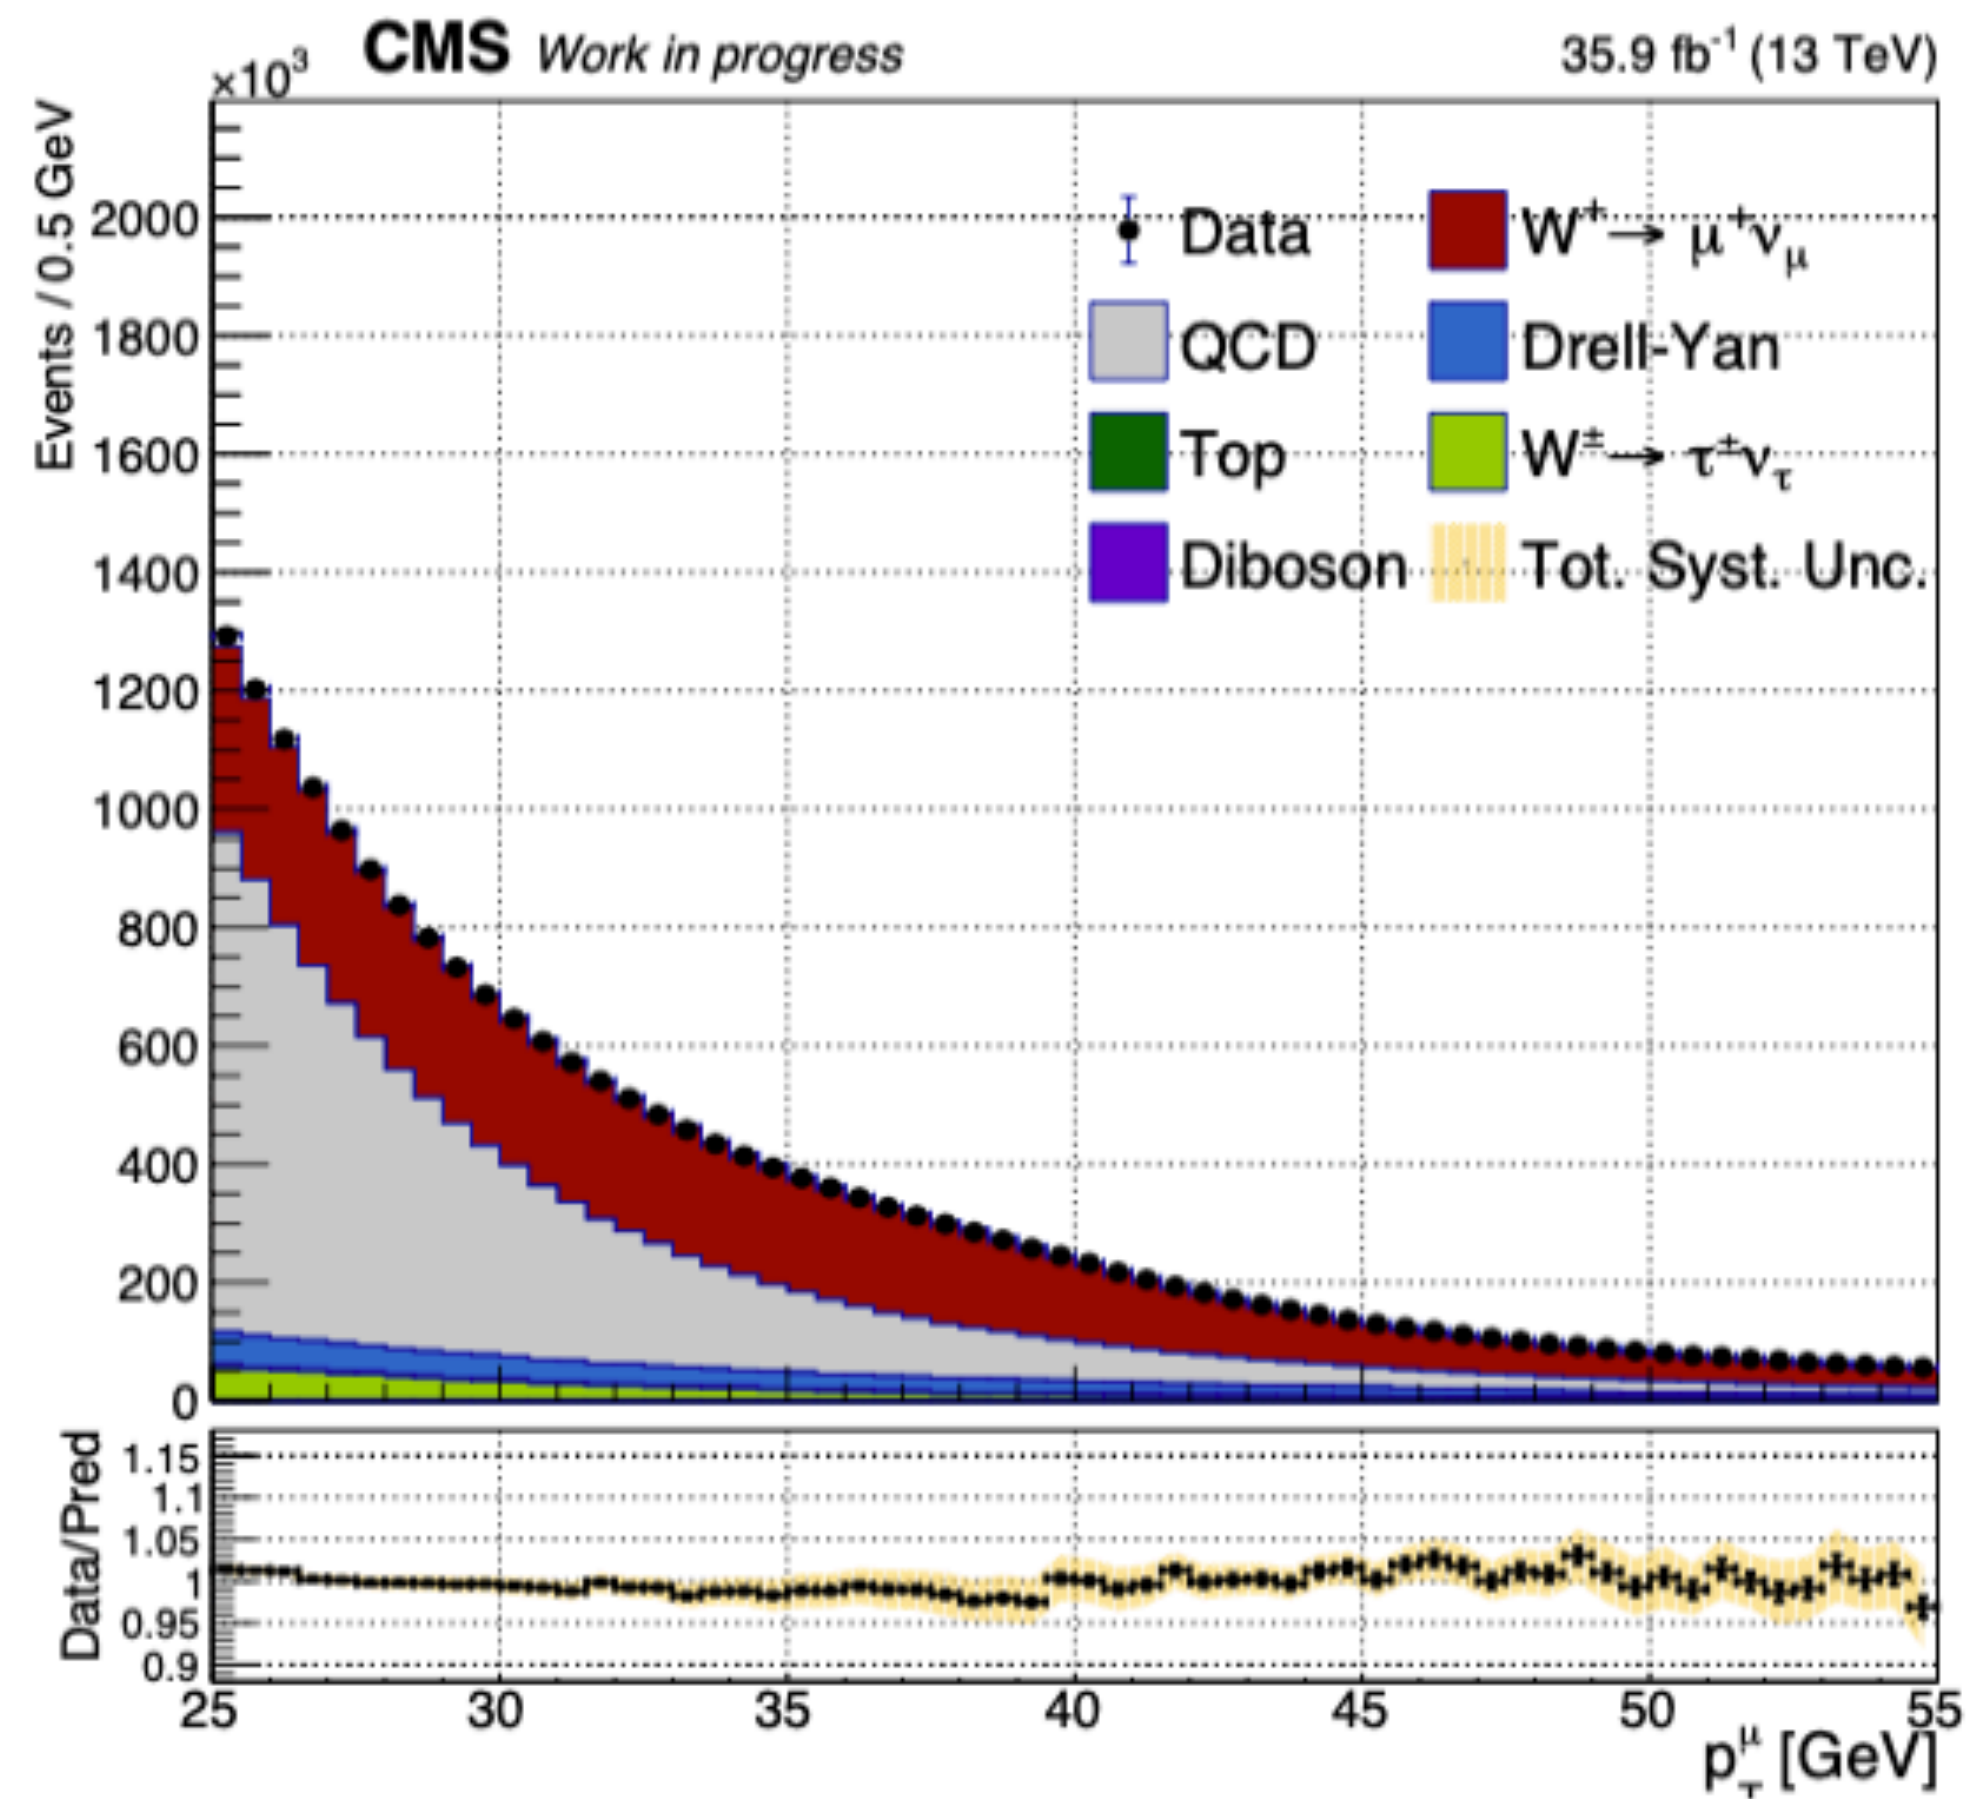 CMS Work in progress 35.9 fb⁻¹ (13 TeV)
×10³
Events / 0.5 GeV
2000
1800
1600
1400
1200
1000
800
600
400
200
0
Data W⁺→ μ⁺ν_μ
QCD Drell-Yan
Top W±→ τ±ν_τ
Diboson Tot. Syst. Unc.
Data/Pred
1.15
1.1
1.05
1
0.95
0.9
25 30 35 40 45 50 55
p_T^μ [GeV]